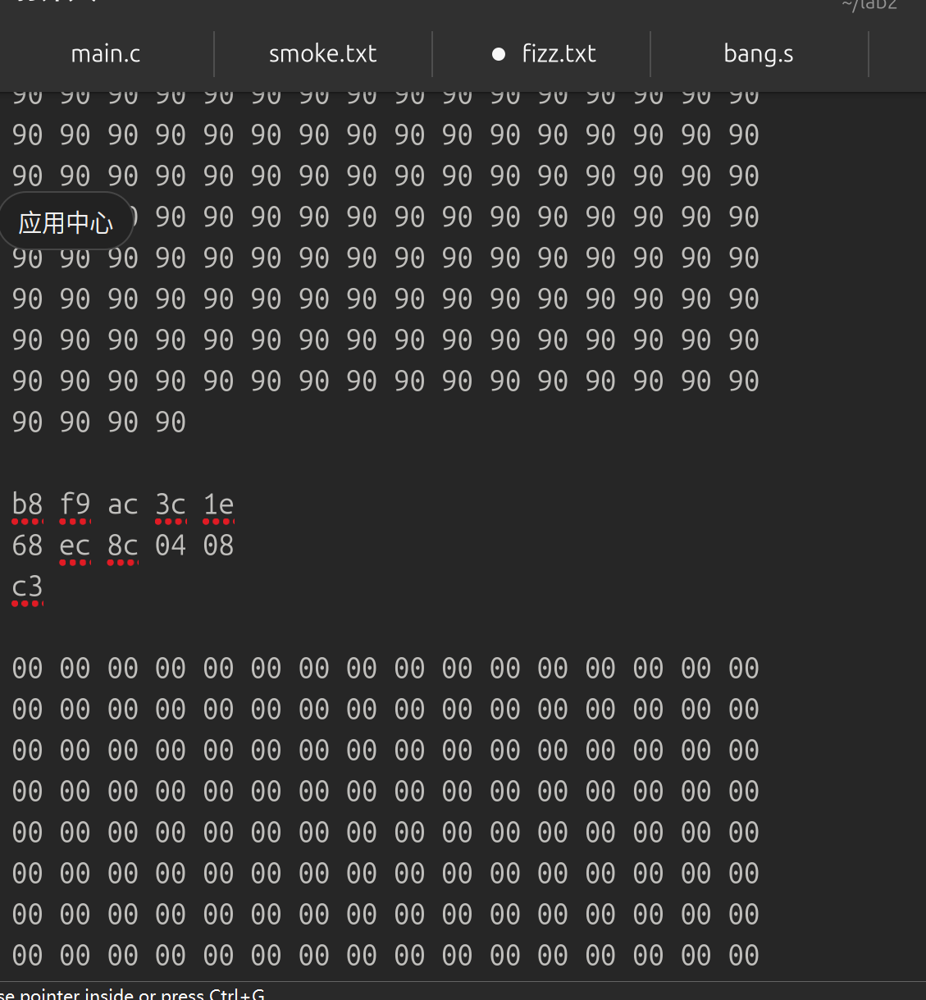 ~/lab2
main.c smoke.txt fizz.txt bang.s
90 90 90 90 90 90 90 90 90 90 90 90 90 90 90 90
90 90 90 90 90 90 90 90 90 90 90 90 90 90 90 90
90 90 90 90 90 90 90 90 90 90 90 90 90 90 90 90
应用中心 90 90 90 90 90 90 90 90 90 90 90 90 90
90 90 90 90 90 90 90 90 90 90 90 90 90 90 90 90
90 90 90 90 90 90 90 90 90 90 90 90 90 90 90 90
90 90 90 90 90 90 90 90 90 90 90 90 90 90 90 90
90 90 90 90 90 90 90 90 90 90 90 90 90 90 90 90
90 90 90 90
b8 f9 ac 3c 1e
68 ec 8c 04 08
c3
00 00 00 00 00 00 00 00 00 00 00 00 00 00 00 00
00 00 00 00 00 00 00 00 00 00 00 00 00 00 00 00
00 00 00 00 00 00 00 00 00 00 00 00 00 00 00 00
00 00 00 00 00 00 00 00 00 00 00 00 00 00 00 00
00 00 00 00 00 00 00 00 00 00 00 00 00 00 00 00
00 00 00 00 00 00 00 00 00 00 00 00 00 00 00 00
00 00 00 00 00 00 00 00 00 00 00 00 00 00 00 00
00 00 00 00 00 00 00 00 00 00 00 00 00 00 00 00
se pointer inside or press Ctrl+G